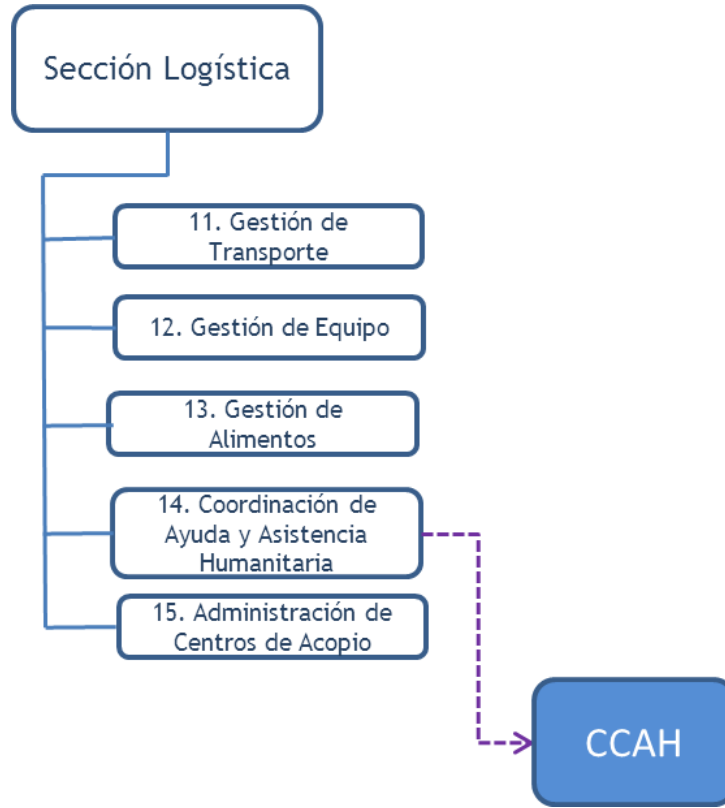 Sección Logística
11. Gestión de
Transporte
12. Gestión de Equipo
13. Gestión de
Alimentos
14. Coordinación de
Ayuda y Asistencia
Humanitaria
15. Administración de
Centros de Acopio
CCAH